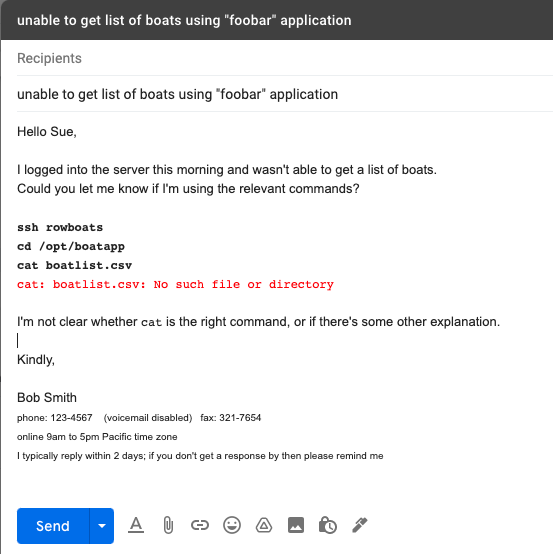 unable to get list of boats using "foobar" application
Recipients
unable to get list of boats using "foobar" application
Hello Sue,
I logged into the server this morning and wasn't able to get a list of boats.
Could you let me know if I'm using the relevant commands?
ssh rowboats
cd /opt/boatapp
cat boatlist.csv
cat: boatlist.csv: No such file or directory
I'm not clear whether cat is the right command, or if there's some other explanation.
Kindly,
Bob Smith
phone: 123-4567 (voicemail disabled) fax: 321-7654
online 9am to 5pm Pacific time zone
I typically reply within 2 days; if you don't get a response by then please remind me
Send